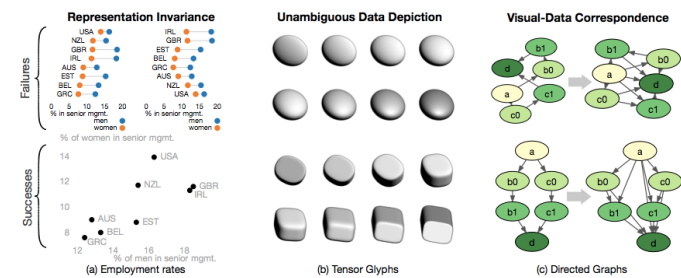 Representation Invariance
Unambiguous Data Depiction
Visual-Data Correspondence
Failures
USA
NZL
GBR
IRL
AUS
EST
BEL
GRC
0 5 10 15 20
% in senior mgmt.
men
women
IRL
GBR
EST
BEL
GRC
AUS
NZL
USA
0 5 10 15 20
% in senior mgmt.
men
women
b1
d
b0
a
c1
c0
b1
b0
a
d
c0
c1
Successes
% of women in senior mgmt.
14
12
10
8
USA
NZL
GBR
IRL
AUS
EST
BEL
GRC
12 14 16 18
% of men in senior mgmt.
a
b0
c0
b1
c1
d
a
b0
c0
b1
c1
d
(a) Employment rates
(b) Tensor Glyphs
(c) Directed Graphs